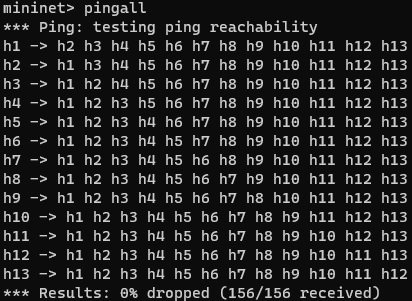 mininet> pingall
*** Ping: testing ping reachability
h1 -> h2 h3 h4 h5 h6 h7 h8 h9 h10 h11 h12 h13
h2 -> h1 h3 h4 h5 h6 h7 h8 h9 h10 h11 h12 h13
h3 -> h1 h2 h4 h5 h6 h7 h8 h9 h10 h11 h12 h13
h4 -> h1 h2 h3 h5 h6 h7 h8 h9 h10 h11 h12 h13
h5 -> h1 h2 h3 h4 h6 h7 h8 h9 h10 h11 h12 h13
h6 -> h1 h2 h3 h4 h5 h7 h8 h9 h10 h11 h12 h13
h7 -> h1 h2 h3 h4 h5 h6 h8 h9 h10 h11 h12 h13
h8 -> h1 h2 h3 h4 h5 h6 h7 h9 h10 h11 h12 h13
h9 -> h1 h2 h3 h4 h5 h6 h7 h8 h10 h11 h12 h13
h10 -> h1 h2 h3 h4 h5 h6 h7 h8 h9 h11 h12 h13
h11 -> h1 h2 h3 h4 h5 h6 h7 h8 h9 h10 h12 h13
h12 -> h1 h2 h3 h4 h5 h6 h7 h8 h9 h10 h11 h13
h13 -> h1 h2 h3 h4 h5 h6 h7 h8 h9 h10 h11 h12
*** Results: 0% dropped (156/156 received)